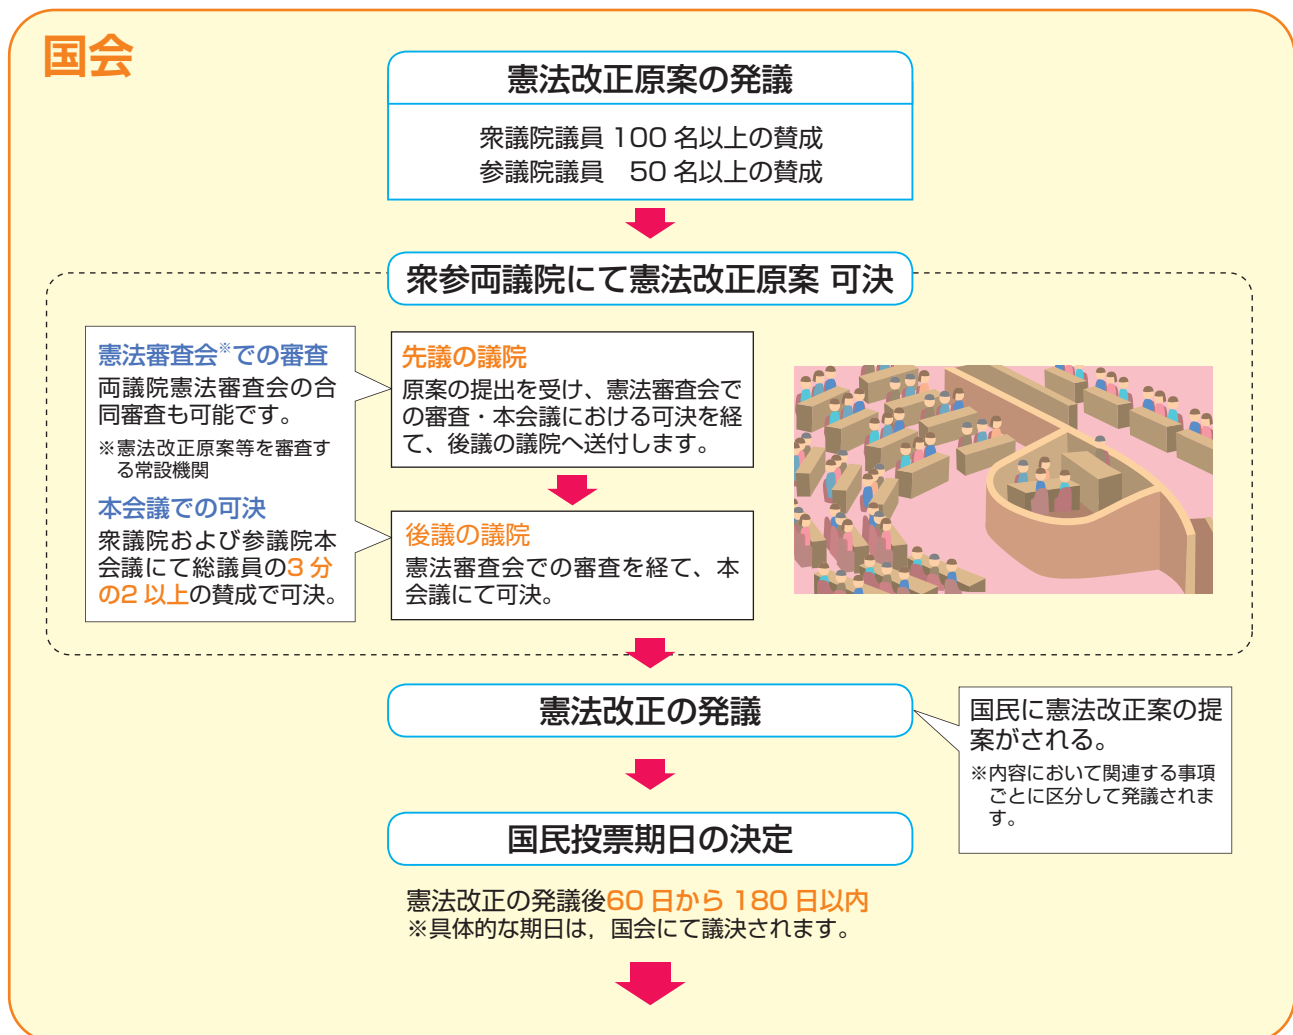 国会
憲法改正原案の発議
衆議院議員 100 名以上の賛成
参議院議員　50 名以上の賛成
衆参両議院にて憲法改正原案 可決
憲法審査会※での審査
両議院憲法審査会の合
同審査も可能です。
※憲法改正原案等を審査す
る常設機関
本会議での可決
衆議院および参議院本
会議にて総議員の3 分
の2 以上の賛成で可決。
先議の議院
原案の提出を受け、憲法審査会で
の審査・本会議における可決を経
て、後議の議院へ送付します。
後議の議院
憲法審査会での審査を経て、本
会議にて可決。
憲法改正の発議
国民に憲法改正案の提
案がされる。
※内容において関連する事項
ごとに区分して発議されま
す。
国民投票期日の決定
憲法改正の発議後60 日から 180 日以内
※具体的な期日は，国会にて議決されます。